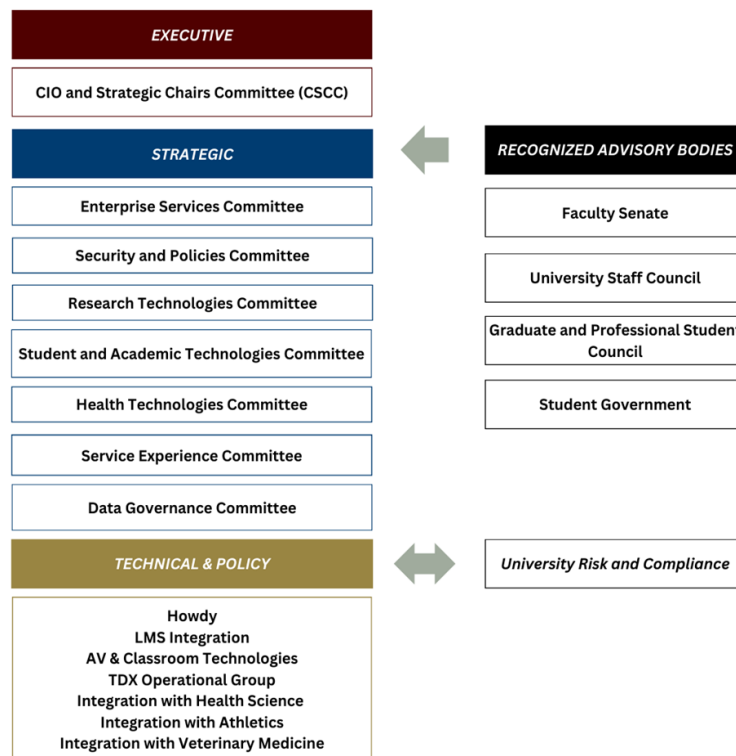 EXECUTIVE
CIO and Strategic Chairs Committee (CSCC)
STRATEGIC
Enterprise Services Committee
Security and Policies Committee
Research Technologies Committee
Student and Academic Technologies Committee
Health Technologies Committee
Service Experience Committee
Data Governance Committee
TECHNICAL & POLICY
Howdy
LMS Integration
AV & Classroom Technologies
TDX Operational Group
Integration with Health Science
Integration with Athletics
Integration with Veterinary Medicine
RECOGNIZED ADVISORY BODIES
Faculty Senate
University Staff Council
Graduate and Professional Student
Council
Student Government
University Risk and Compliance